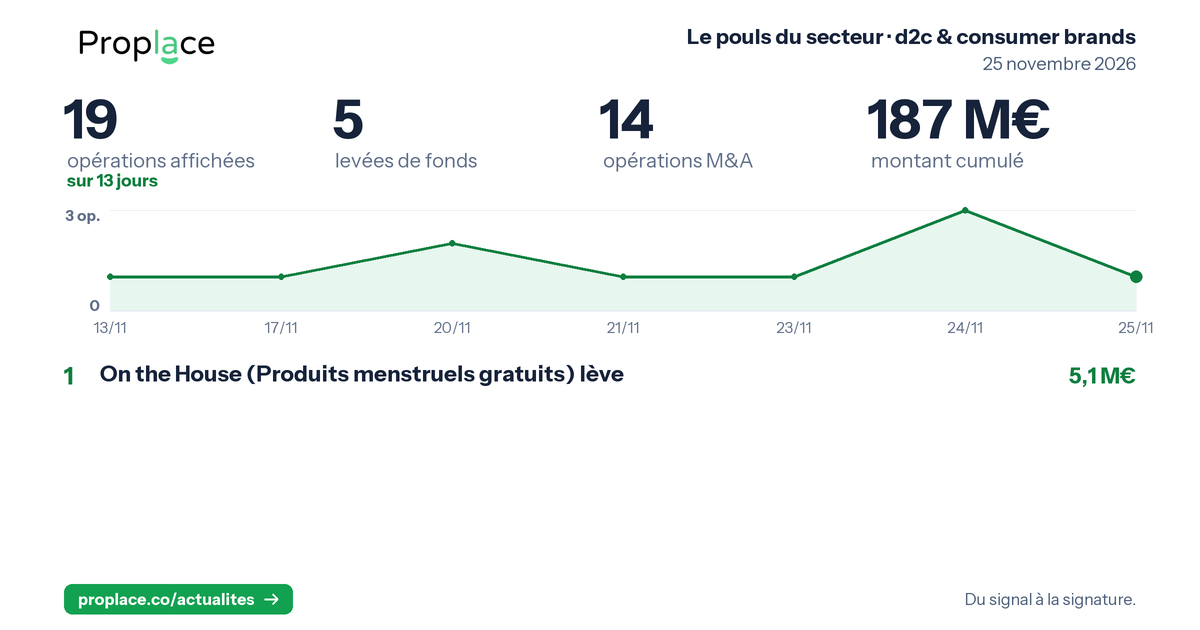 Proplace
Le pouls du secteur · d2c & consumer brands
25 novembre 2026
19
opérations affichées
sur 13 jours
5
levées de fonds
14
opérations M&A
187 M€
montant cumulé
3 op.
0
13/11 17/11 20/11 21/11 23/11 24/11 25/11
1 On the House (Produits menstruels gratuits) lève 5,1 M€
proplace.co/actualites →
Du signal à la signature.